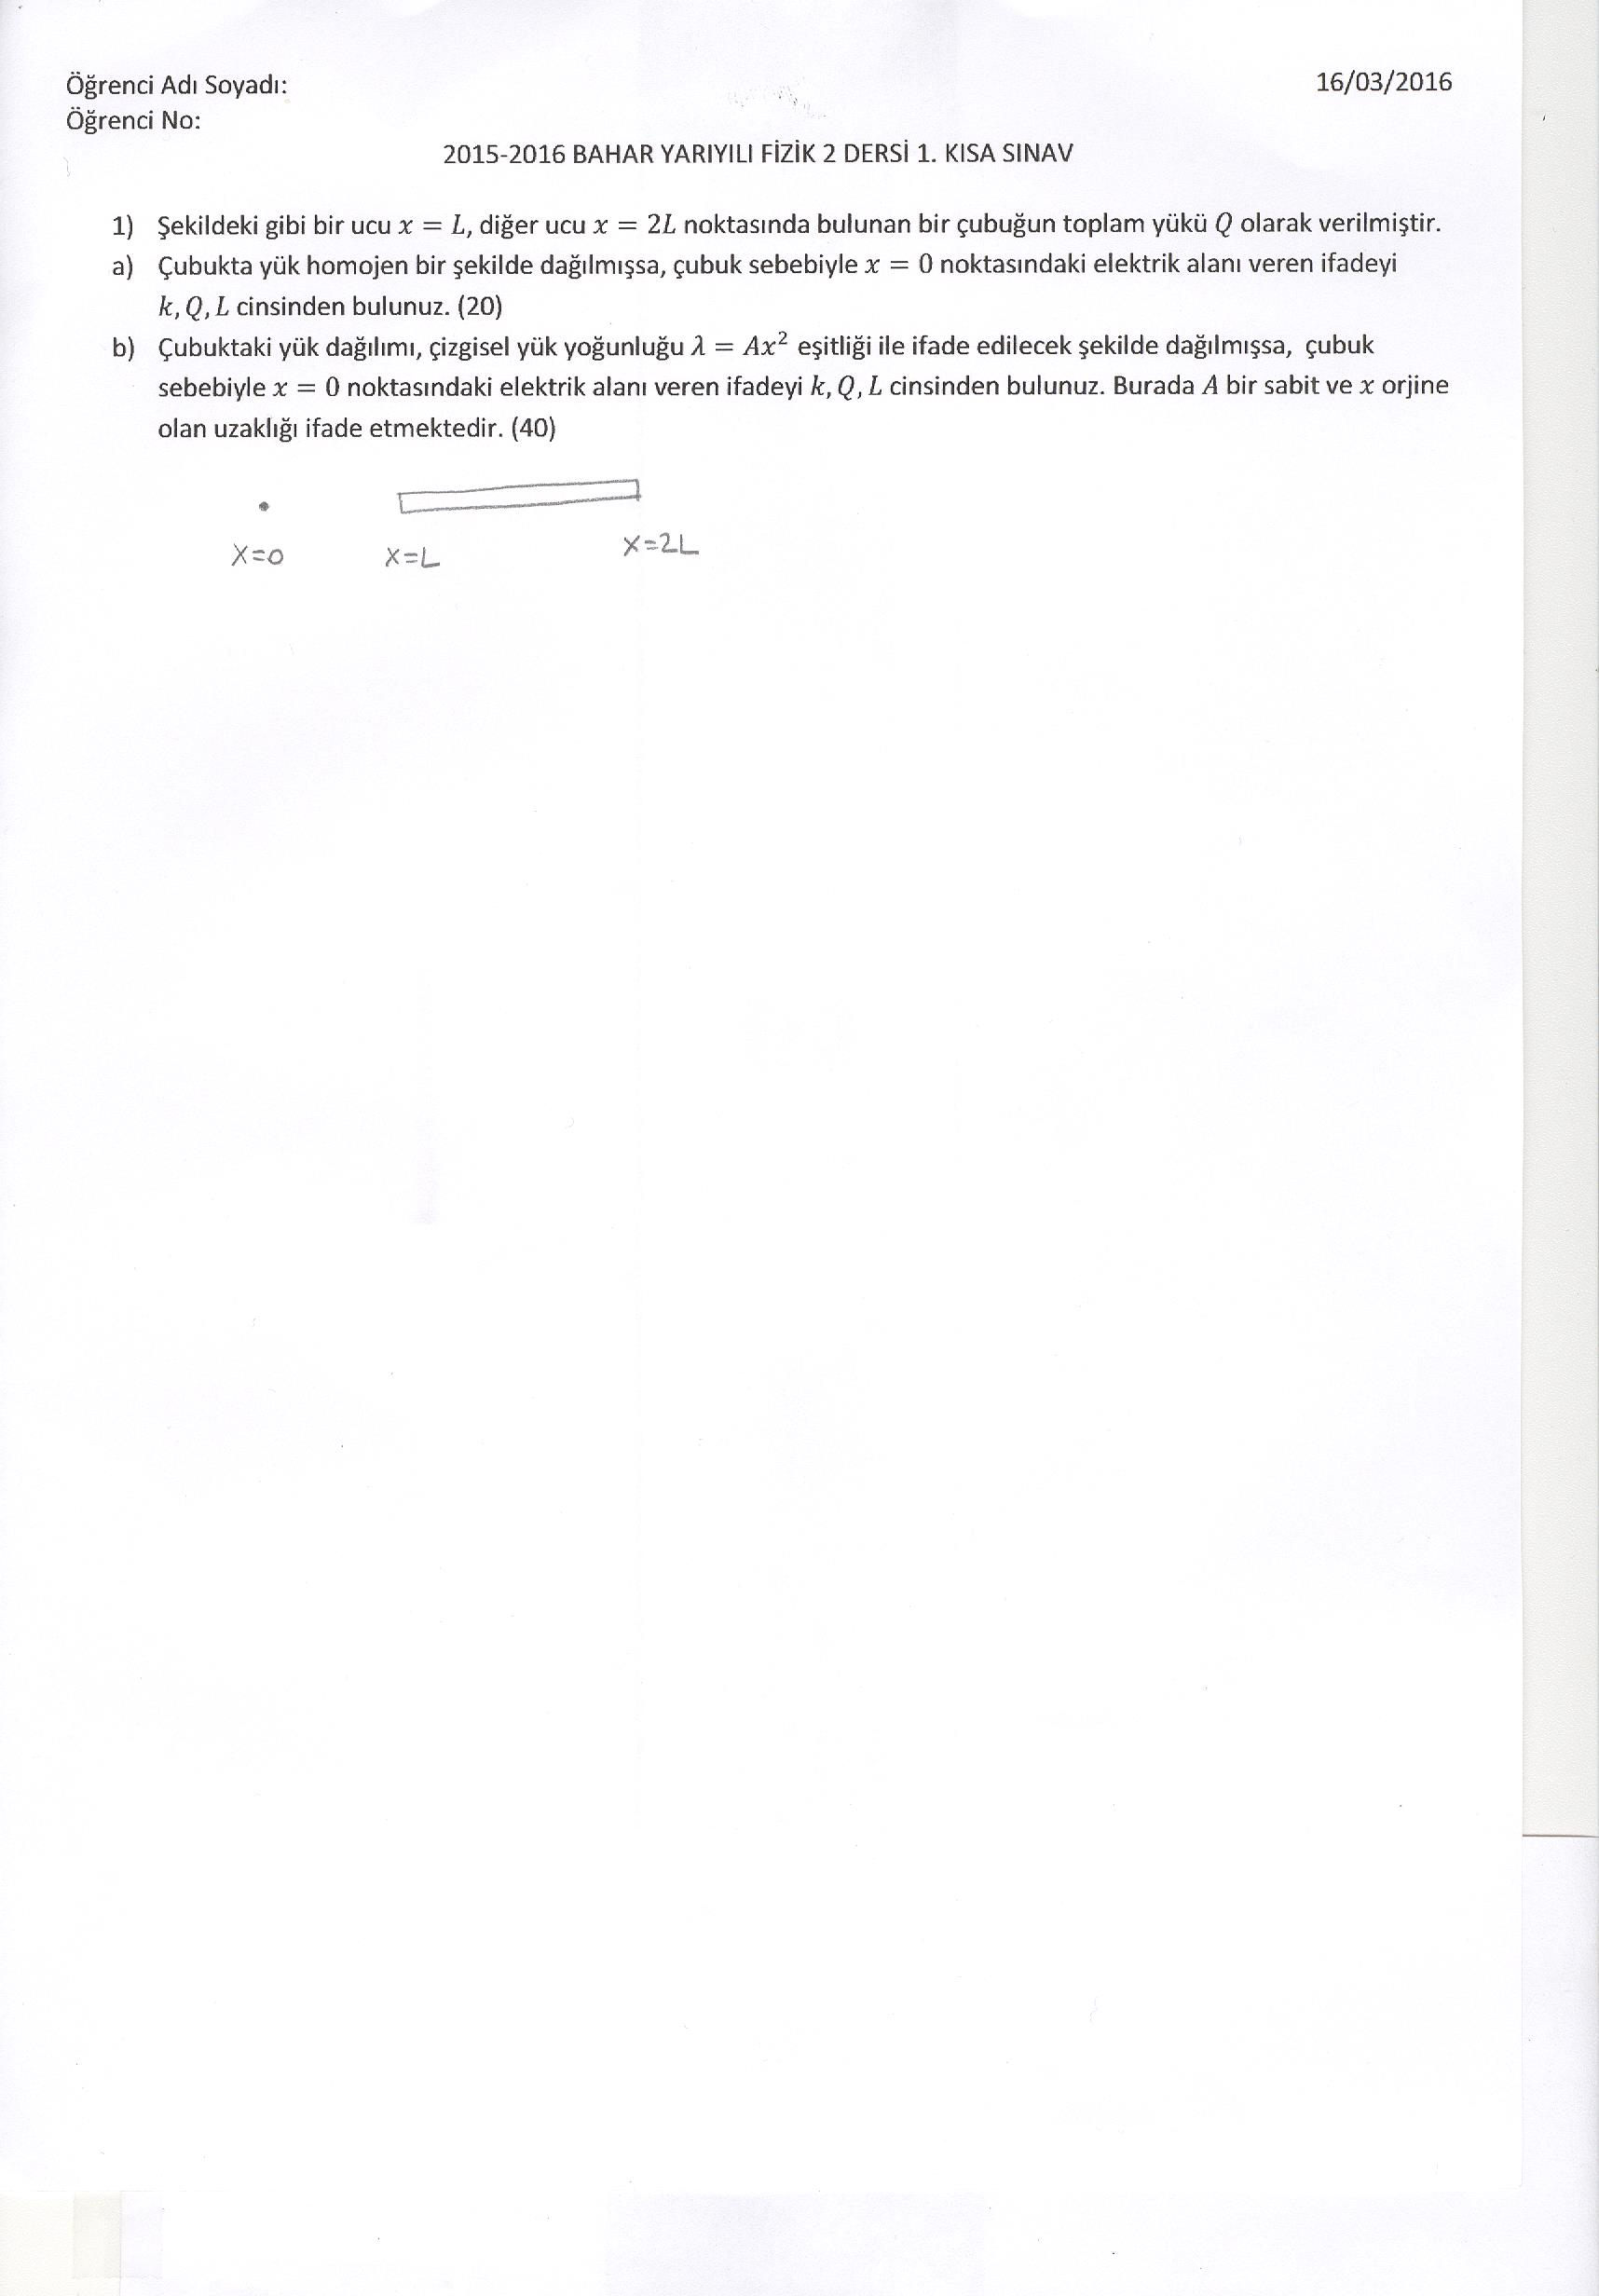 Öğrenci Adı Soyadı:
16/03/2016
Öğrenci No:
2015-2016 BAHAR YARIYILI FİZİK 2 DERSİ 1. KISA SINAV
1) Şekildeki gibi bir ucu x = L, diğer ucu x = 2L noktasında bulunan bir çubuğun toplam yükü Q olarak verilmiştir.
a) Çubukta yük homojen bir şekilde dağılmışsa, çubuk sebebiyle x = 0 noktasındaki elektrik alanı veren ifadeyi
k, Q, L cinsinden bulunuz. (20)
b) Çubuktaki yük dağılımı, çizgisel yük yoğunluğu λ = Ax² eşitliği ile ifade edilecek şekilde dağılmışsa, çubuk
sebebiyle x = 0 noktasındaki elektrik alanı veren ifadeyi k, Q, L cinsinden bulunuz. Burada A bir sabit ve x orjine
olan uzaklığı ifade etmektedir. (40)
X=0 X=L X=2L